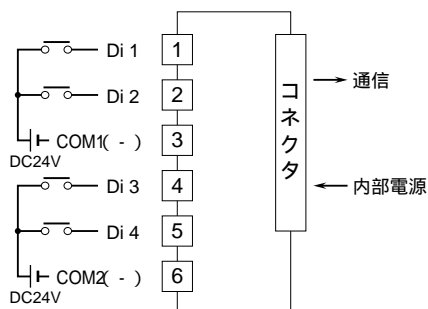 Di 1
1
Di 2
2
COM1( - )
3
DC24V
Di 3
4
Di 4
5
COM2( - )
6
DC24V
コネクタ
通信
内部電源